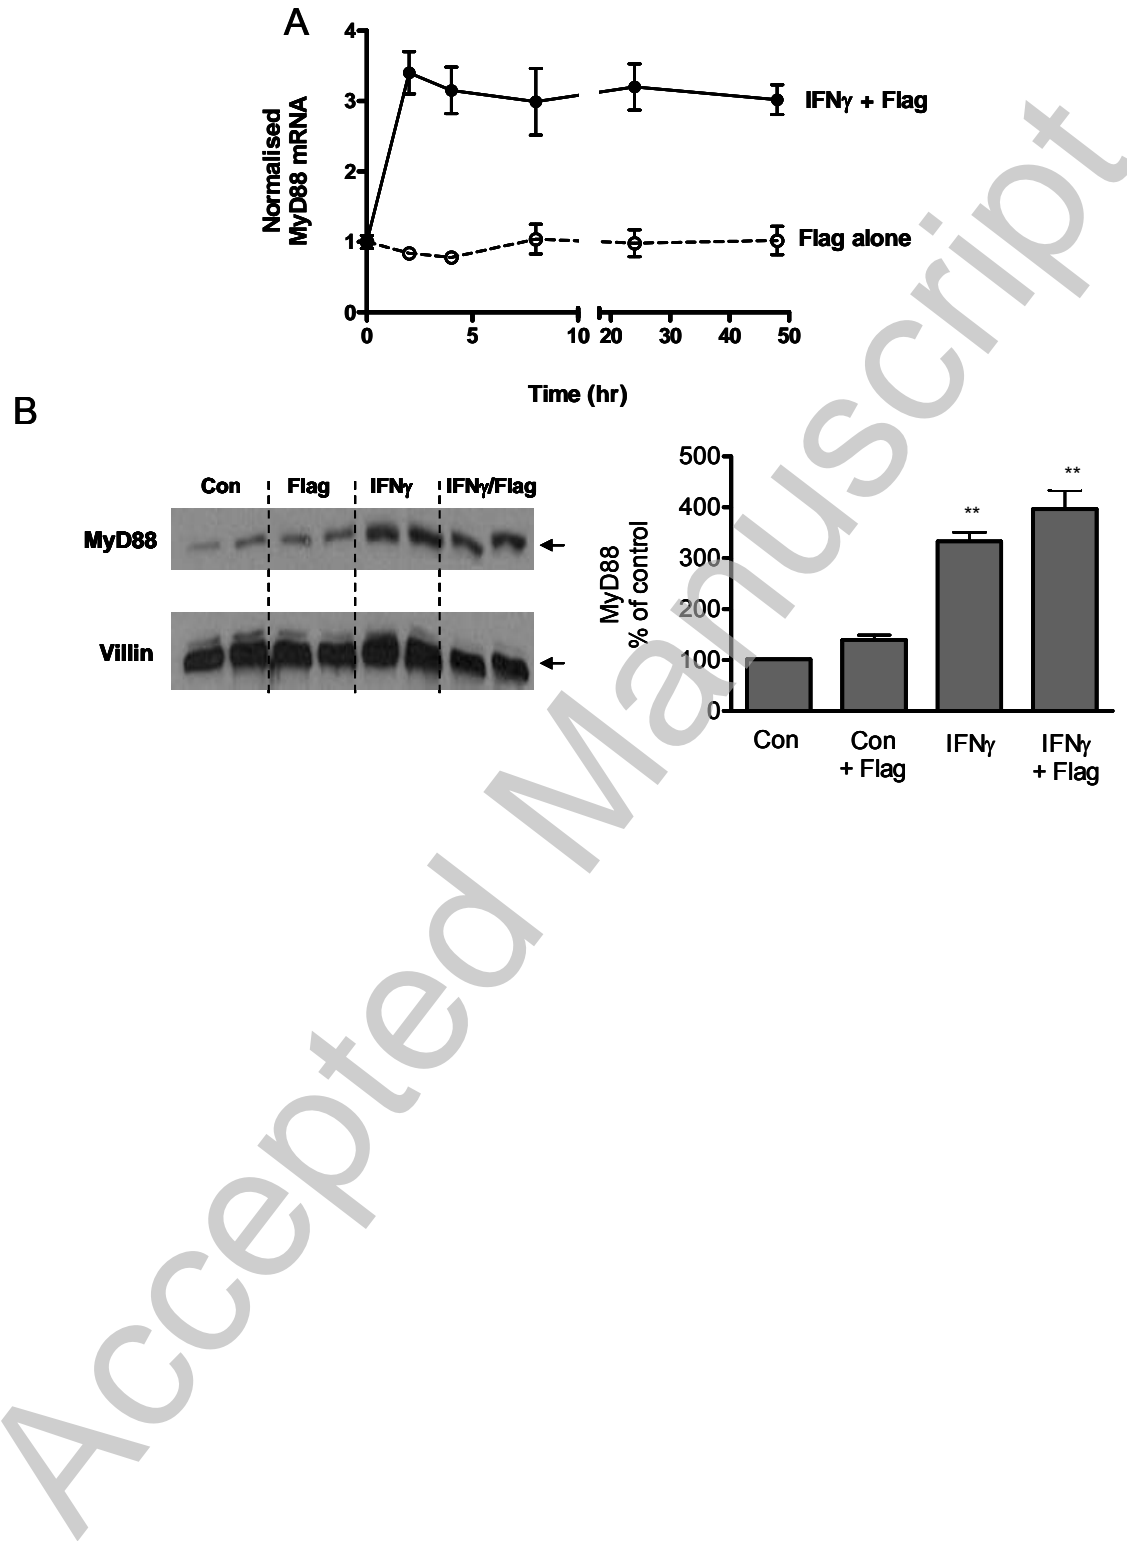 A
4
3
2
1
0
Normalised
MyD88 mRNA
IFNγ + Flag
Flag alone
0 5 10 20 30 40 50
Time (hr)
B
Con Flag IFNγ IFNγ/Flag
MyD88
Villin
500
400
300
200
100
0
MyD88
% of control
**
**
Con
Con
+ Flag
IFNγ
IFNγ
+ Flag
Accepted Manuscript